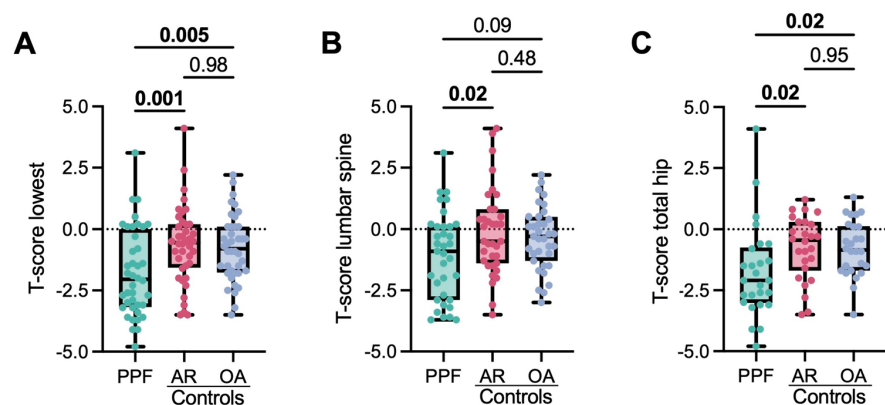 A
0.005
0.98
0.001
T-score lowest
5.0
2.5
0.0
-2.5
-5.0
PPF AR OA
Controls
B
0.09
0.48
0.02
T-score lumbar spine
5.0
2.5
0.0
-2.5
-5.0
PPF AR OA
Controls
C
0.02
0.95
0.02
T-score total hip
5.0
2.5
0.0
-2.5
-5.0
PPF AR OA
Controls